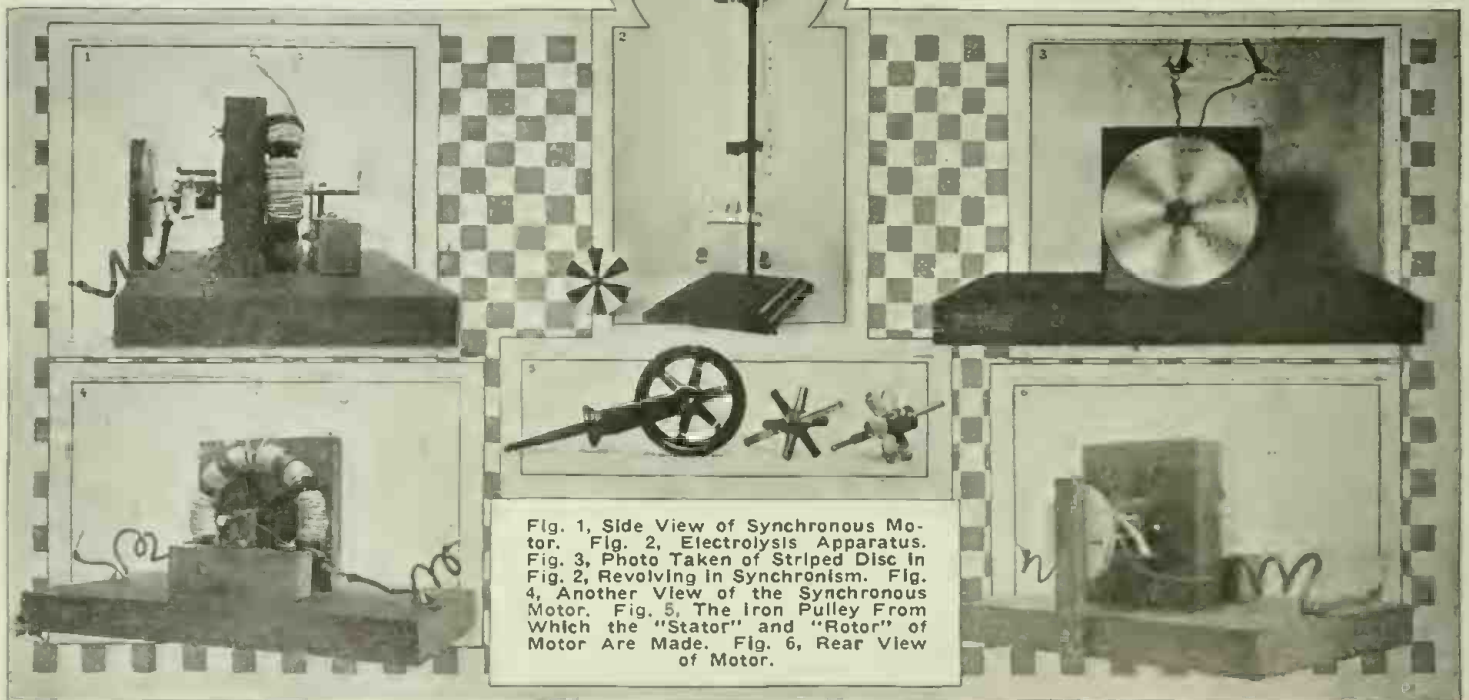 1
2
3
4
5
6
Fig. 1, Side View of Synchronous Mo-
tor. Fig. 2, Electrolysis Apparatus.
Fig. 3, Photo Taken of Striped Disc in
Fig. 2, Revolving in Synchronism. Fig.
4, Another View of the Synchronous
Motor. Fig. 5, The Iron Pulley From
Which the "Stator" and "Rotor" of
Motor Are Made. Fig. 6, Rear View
of Motor.